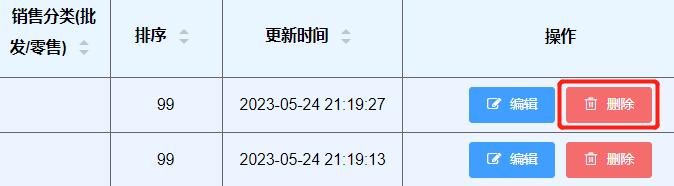 销售分类(批
发/零售)
排序
更新时间
操作
99
2023-05-24 21:19:27
编辑
删除
99
2023-05-24 21:19:13
编辑
删除